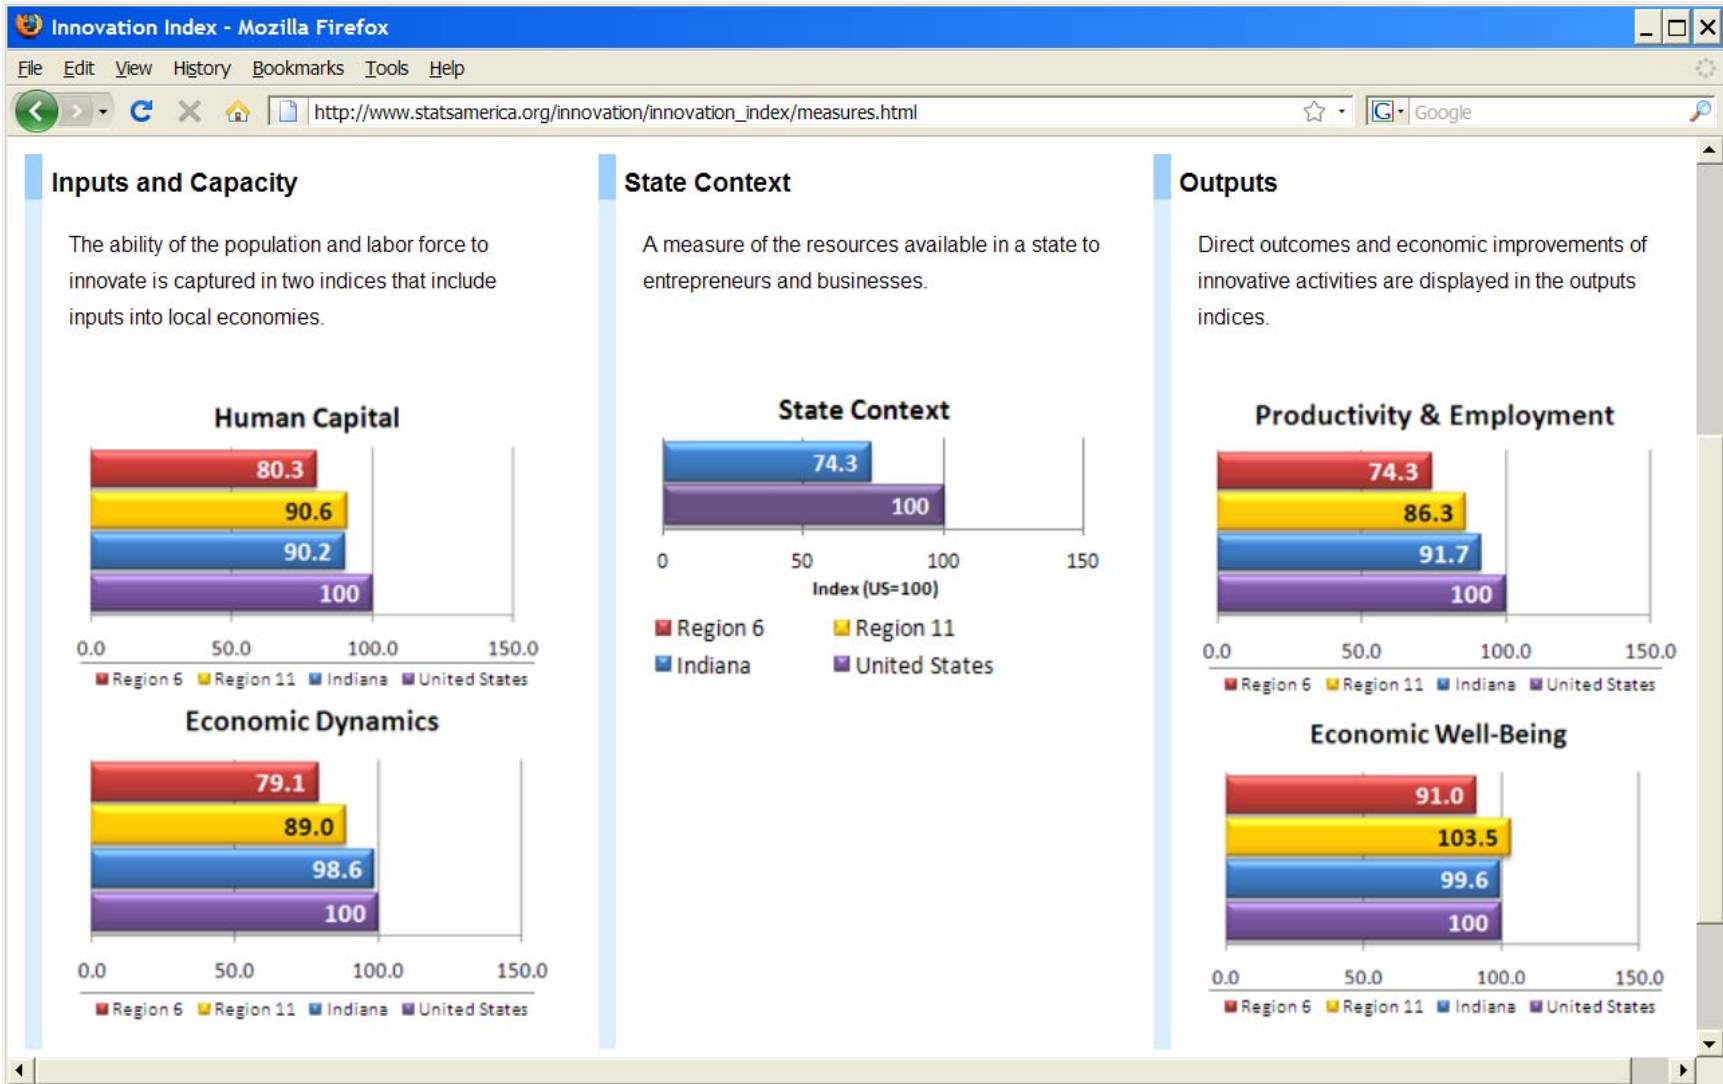 Innovation Index - Mozilla Firefox
File Edit View History Bookmarks Tools Help
http://www.statsamerica.org/innovation/innovation_index/measures.html
G Google
Inputs and Capacity
The ability of the population and labor force to
innovate is captured in two indices that include
inputs into local economies.
Human Capital
80.3
90.6
90.2
100
0.0 50.0 100.0 150.0
Region 6 Region 11 Indiana United States
Economic Dynamics
79.1
89.0
98.6
100
0.0 50.0 100.0 150.0
Region 6 Region 11 Indiana United States
State Context
A measure of the resources available in a state to
entrepreneurs and businesses.
State Context
74.3
100
0 50 100 150
Index (US=100)
Region 6 Region 11
Indiana United States
Outputs
Direct outcomes and economic improvements of
innovative activities are displayed in the outputs
indices.
Productivity & Employment
74.3
86.3
91.7
100
0.0 50.0 100.0 150.0
Region 6 Region 11 Indiana United States
Economic Well-Being
91.0
103.5
99.6
100
0.0 50.0 100.0 150.0
Region 6 Region 11 Indiana United States